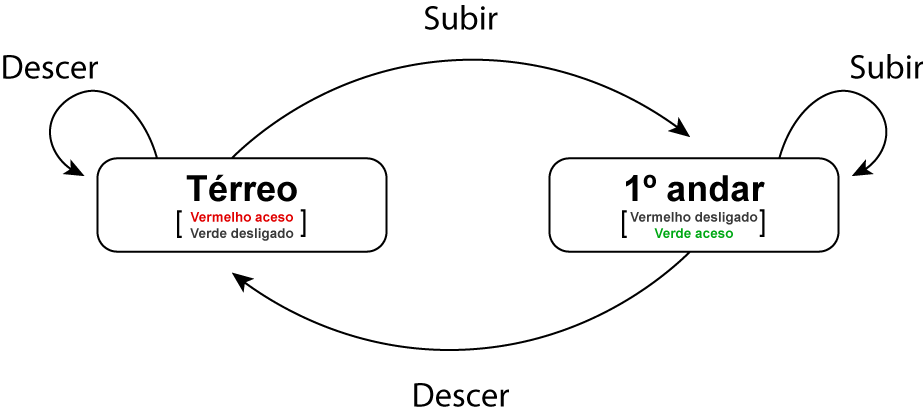 Subir
Descer
Subir
Térreo
[ Vermelho aceso ]
Verde desligado
1º andar
[ Vermelho desligado ]
Verde aceso
Descer